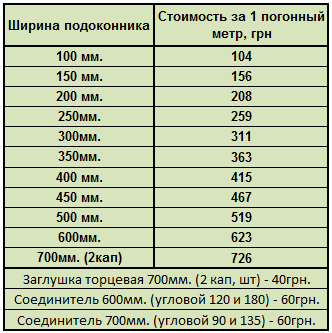 Ширина подоконника Стоимость за 1 погонный
метр, грн
100 мм. 104
150 мм. 156
200 мм. 208
250мм. 259
300мм. 311
350мм. 363
400 мм. 415
450 мм. 467
500 мм. 519
600мм. 623
700мм. (2кап) 726
Заглушка торцевая 700мм. (2 кап, шт) - 40грн.
Соединитель 600мм. (угловой 120 и 180) - 60грн.
Соединитель 700мм. (угловой 90 и 135) - 60грн.